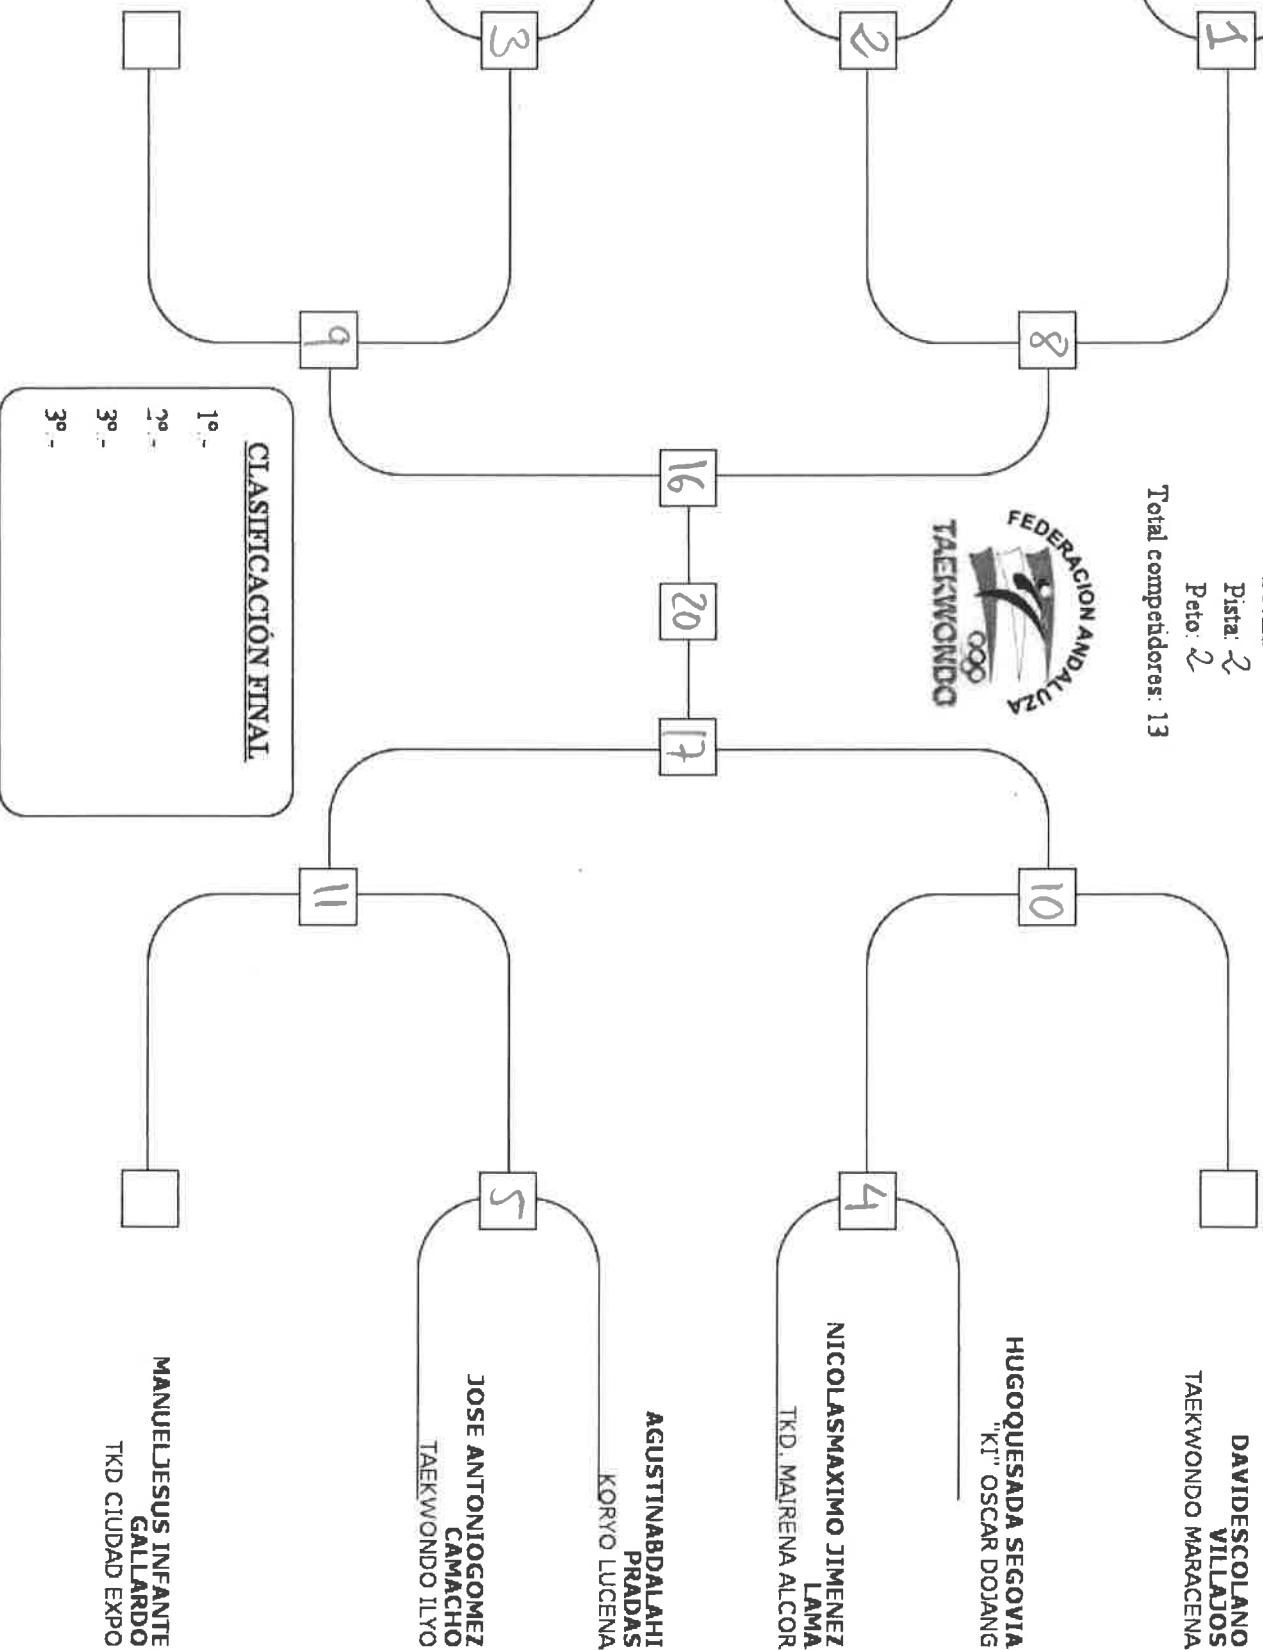 Pista: 2
Peto: 2
Total competidores: 13
FEDERACION ANDALUZA
TAEKWONDO
1
2
3
8
9
16
20
17
10
11
4
5
DAVIDESCOLANO
VILLAJOS
TAEKWONDO MARACENA
HUGOQUESADA SEGOVIA
"KI" OSCAR DOJANG
NICOLASMAXIMO JIMENEZ
LAMA
TKD. MAIRENA ALCOR
AGUSTINABDALAHI
PRADAS
KORYO LUCENA
JOSE ANTONIOGOMEZ
CAMACHO
TAEKWONDO ILYO
MANUELJESUS INFANTE
GALLARDO
TKD CIUDAD EXPO
CLASIFICACIÓN FINAL
1º.-
2º.-
3º.-
3º.-